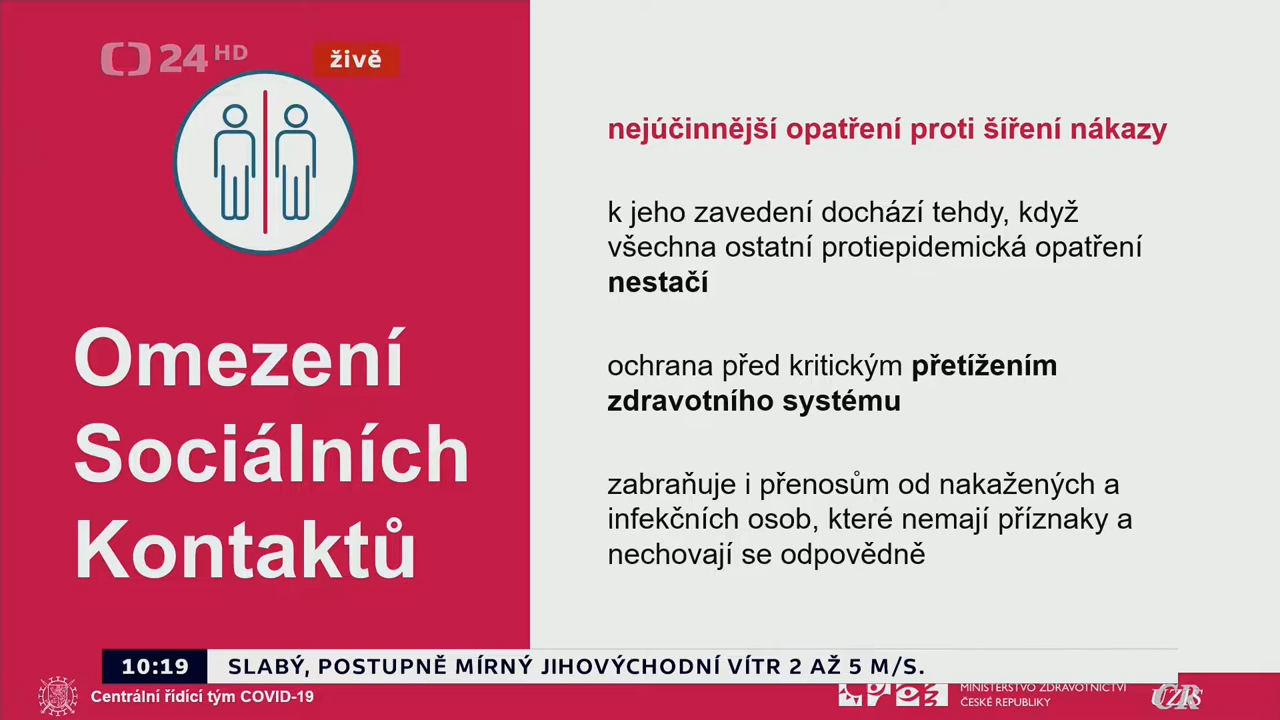 24 HD
živě
Omezení
Sociálních
Kontaktů
nejúčinnější opatření proti šíření nákazy
k jeho zavedení dochází tehdy, když
všechna ostatní protiepidemická opatření
nestačí
ochrana před kritickým přetížením
zdravotního systému
zabraňuje i přenosům od nakažených a
infekčních osob, které nemají příznaky a
nechovají se odpovědně
10:19 SLABÝ, POSTUPNĚ MÍRNÝ JIHOVÝCHODNÍ VÍTR 2 AŽ 5 M/S.
Centrální řídící tým COVID-19
MINISTERSTVO ZDRAVOTNICTVÍ
ČESKÉ REPUBLIKY